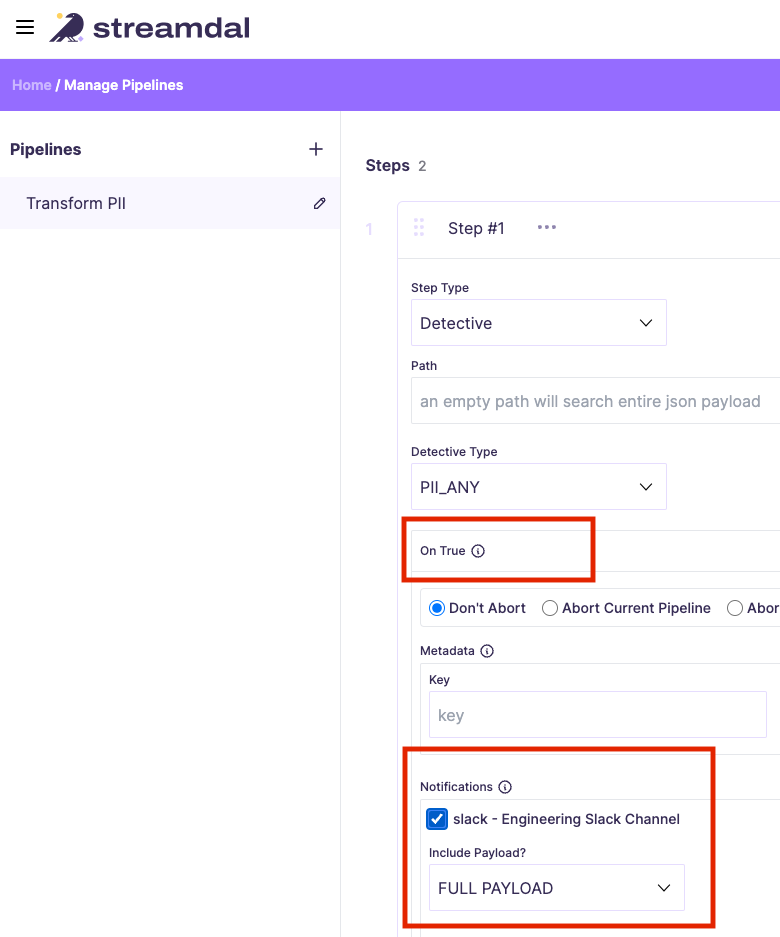 streamdal
Home / Manage Pipelines
Pipelines
Transform PII
Steps 2
1 Step #1
Step Type
Detective
Path
an empty path will search entire json payload
Detective Type
PII_ANY
On True
Don't Abort Abort Current Pipeline Abor
Metadata
Key
key
Notifications
slack - Engineering Slack Channel
Include Payload?
FULL PAYLOAD